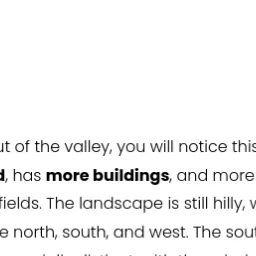 ut of the valley, you will notice this
d, has more buildings, and more
fields. The landscape is still hilly, w
e north, south, and west. The sout